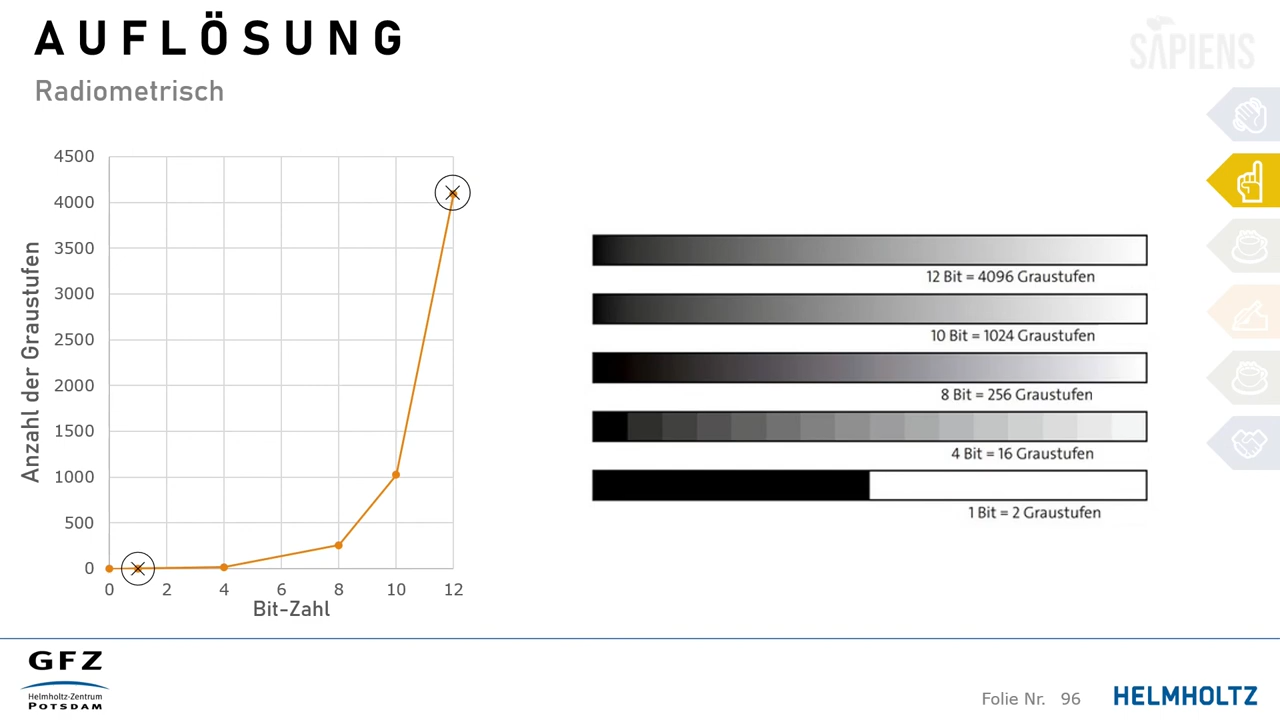 AUFLÖSUNG
Radiometrisch
SAPIENS
4500
4000
3500
3000
2500
2000
1500
1000
500
0
Anzahl der Graustufen
0 2 4 6 8 10 12
Bit-Zahl
12 Bit = 4096 Graustufen
10 Bit = 1024 Graustufen
8 Bit = 256 Graustufen
4 Bit = 16 Graustufen
1 Bit = 2 Graustufen
GFZ
Helmholtz-Zentrum
POTSDAM
Folie Nr. 96
HELMHOLTZ